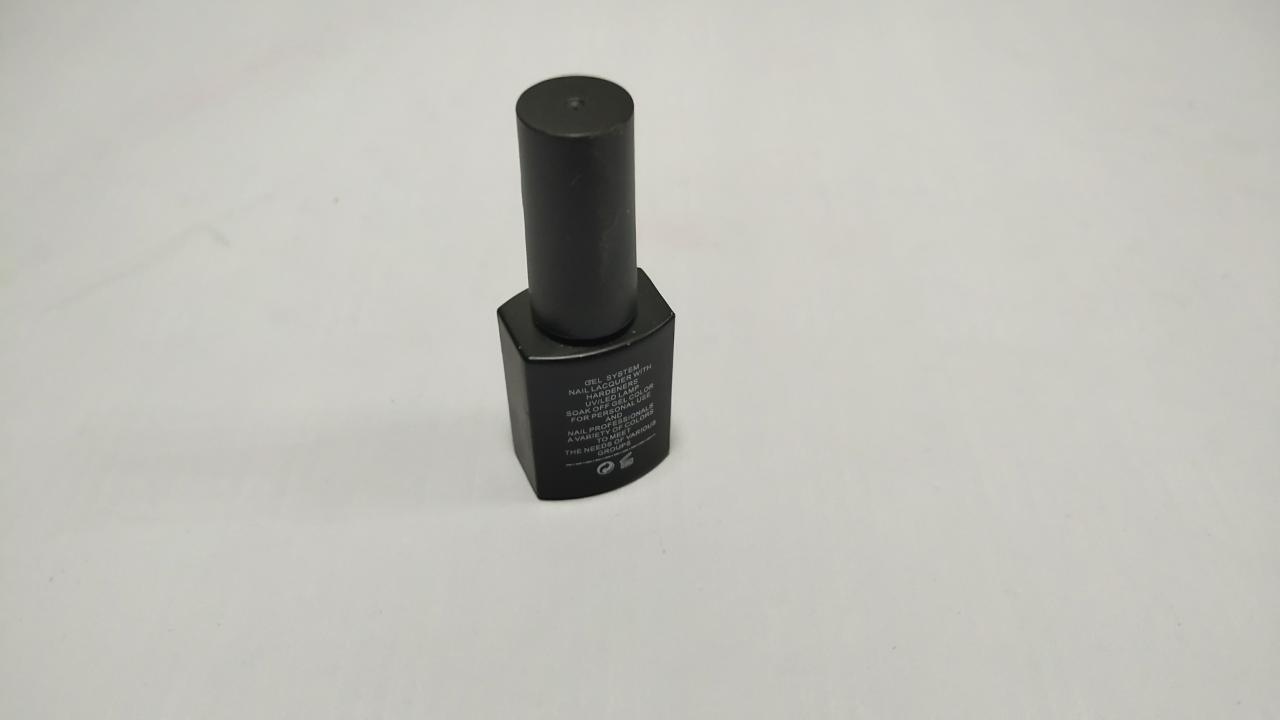 GEL SYSTEM
NAIL LACQUER WITH
HARDENERS
UV/LED LAMP
SOAK OFF GEL COLOR
FOR PERSONAL USE
AND
NAIL PROFESSIONALS
A VARIETY OF COLORS
TO MEET
THE NEEDS OF VARIOUS
GROUPS